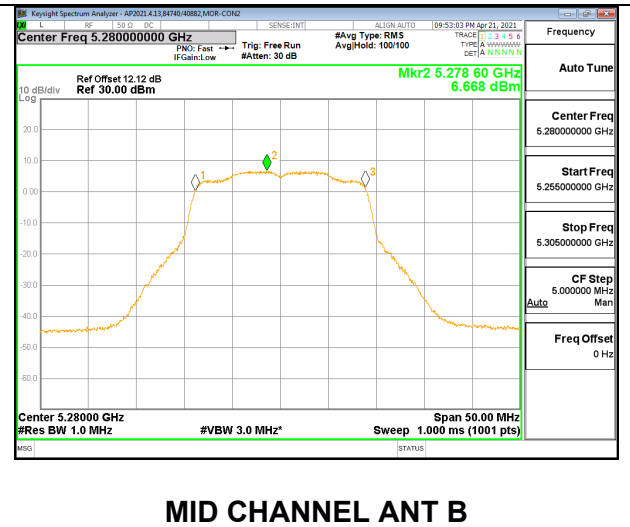 Keysight Spectrum Analyzer - AP2021.4.13,84740/40882,MOR-CON2
L RF 50 Ω DC SENSE:INT ALIGN AUTO 09:53:03 PM Apr 21, 2021
Center Freq 5.280000000 GHz
PNO: Fast
IFGain:Low
Trig: Free Run
#Atten: 30 dB
#Avg Type: RMS
Avg|Hold: 100/100
TRACE 1 2 3 4 5 6
TYPE A WWWWW
DET A N N N N N
Frequency
Auto Tune
Center Freq
5.280000000 GHz
Start Freq
5.255000000 GHz
Stop Freq
5.305000000 GHz
CF Step
5.000000 MHz
Auto Man
Freq Offset
0 Hz
Mkr2 5.278 60 GHz
6.668 dBm
Ref Offset 12.12 dB
10 dB/div Ref 30.00 dBm
Log
20.0
10.0
0.00
-10.0
-20.0
-30.0
-40.0
-50.0
-60.0
1
2
3
Center 5.28000 GHz Span 50.00 MHz
#Res BW 1.0 MHz #VBW 3.0 MHz* Sweep 1.000 ms (1001 pts)
MSG STATUS
MID CHANNEL ANT B